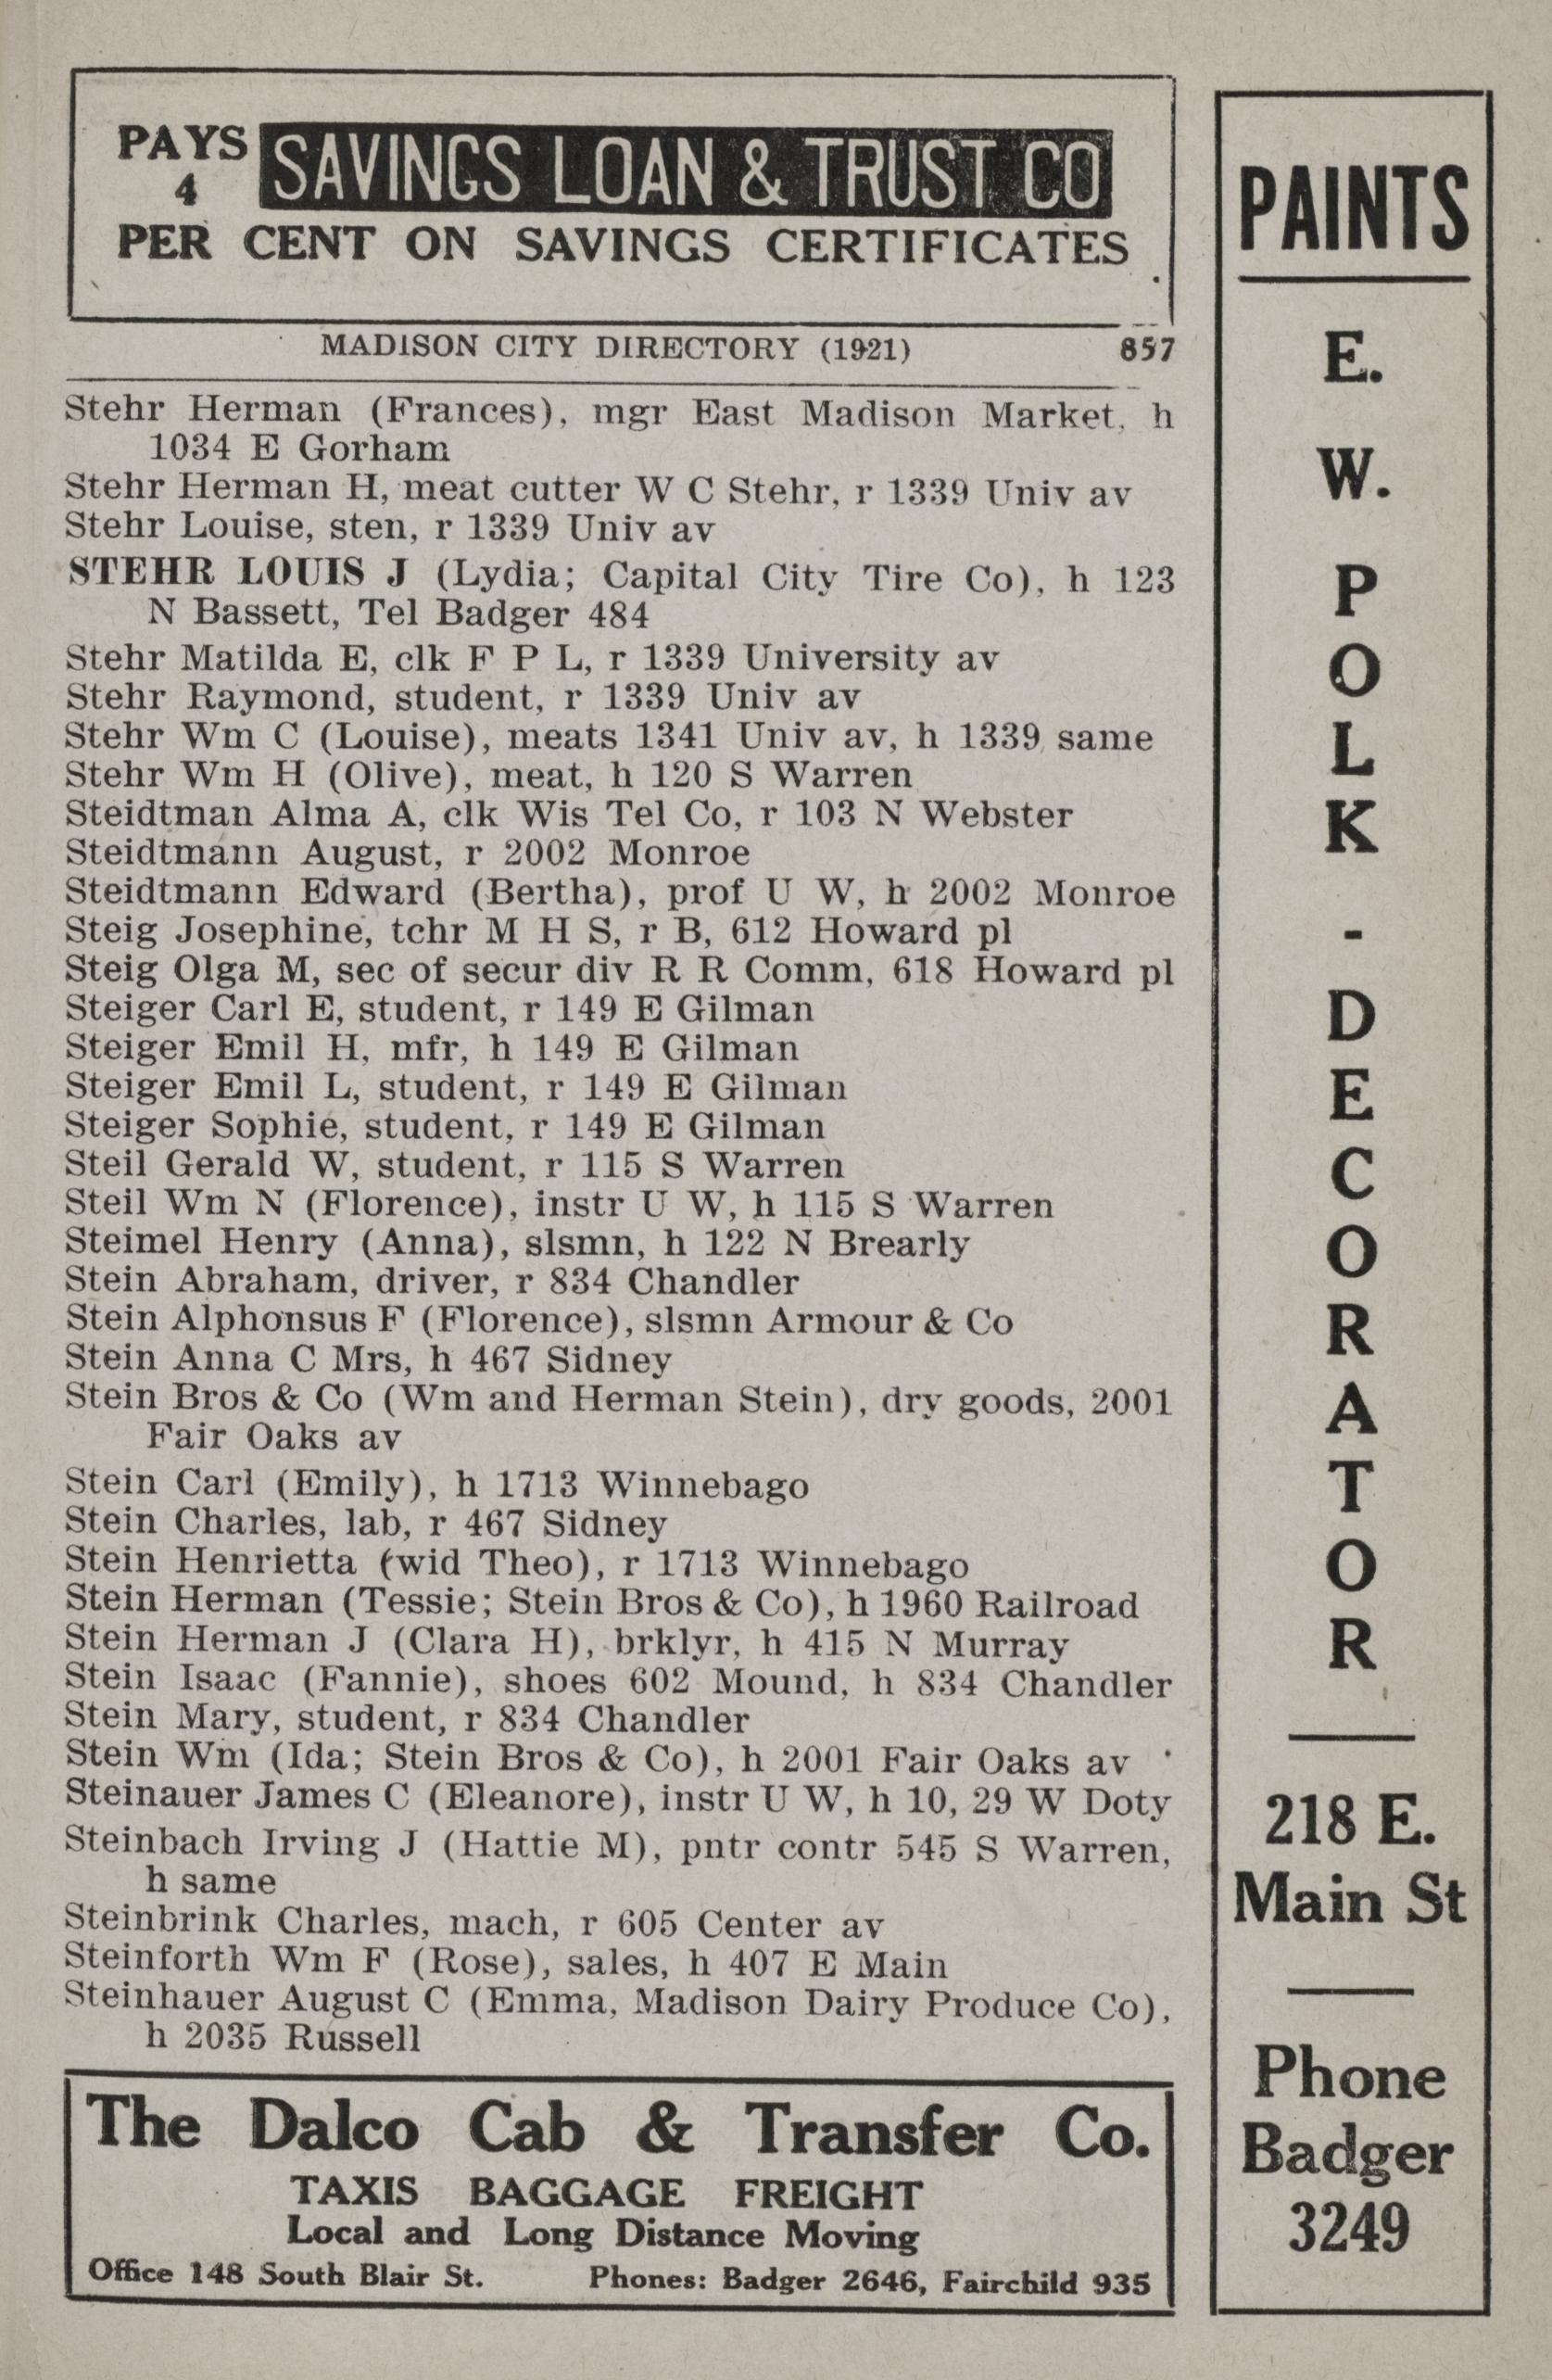 PAYS 4 SAVINGS LOAN & TRUST CO
PER CENT ON SAVINGS CERTIFICATES
MADISON CITY DIRECTORY (1921) 857
Stehr Herman (Frances), mgr East Madison Market, h
1034 E Gorham
Stehr Herman H, meat cutter W C Stehr, r 1339 Univ av
Stehr Louise, sten, r 1339 Univ av
STEHR LOUIS J (Lydia; Capital City Tire Co), h 123
N Bassett, Tel Badger 484
Stehr Matilda E, clk F P L, r 1339 University av
Stehr Raymond, student, r 1339 Univ av
Stehr Wm C (Louise), meats 1341 Univ av, h 1339 same
Stehr Wm H (Olive), meat, h 120 S Warren
Steidtman Alma A, clk Wis Tel Co, r 103 N Webster
Steidtmann August, r 2002 Monroe
Steidtmann Edward (Bertha), prof U W, h 2002 Monroe
Steig Josephine, tchr M H S, r B, 612 Howard pl
Steig Olga M, sec of secur div R R Comm, 618 Howard pl
Steiger Carl E, student, r 149 E Gilman
Steiger Emil H, mfr, h 149 E Gilman
Steiger Emil L, student, r 149 E Gilman
Steiger Sophie, student, r 149 E Gilman
Steil Gerald W, student, r 115 S Warren
Steil Wm N (Florence), instr U W, h 115 S Warren
Steimel Henry (Anna), slsmn, h 122 N Brearly
Stein Abraham, driver, r 834 Chandler
Stein Alphonsus F (Florence), slsmn Armour & Co
Stein Anna C Mrs, h 467 Sidney
Stein Bros & Co (Wm and Herman Stein), dry goods, 2001
Fair Oaks av
Stein Carl (Emily), h 1713 Winnebago
Stein Charles, lab, r 467 Sidney
Stein Henrietta (wid Theo), r 1713 Winnebago
Stein Herman (Tessie; Stein Bros & Co), h 1960 Railroad
Stein Herman J (Clara H), brklyr, h 415 N Murray
Stein Isaac (Fannie), shoes 602 Mound, h 834 Chandler
Stein Mary, student, r 834 Chandler
Stein Wm (Ida; Stein Bros & Co), h 2001 Fair Oaks av
Steinauer James C (Eleanore), instr U W, h 10, 29 W Doty
Steinbach Irving J (Hattie M), pntr contr 545 S Warren,
h same
Steinbrink Charles, mach, r 605 Center av
Steinforth Wm F (Rose), sales, h 407 E Main
Steinhauer August C (Emma, Madison Dairy Produce Co),
h 2035 Russell
The Dalco Cab & Transfer Co.
TAXIS BAGGAGE FREIGHT
Local and Long Distance Moving
Office 148 South Blair St. Phones: Badger 2646, Fairchild 935
PAINTS
E.
W.
P
O
L
K
-
D
E
C
O
R
A
T
O
R
218 E.
Main St
Phone
Badger
3249